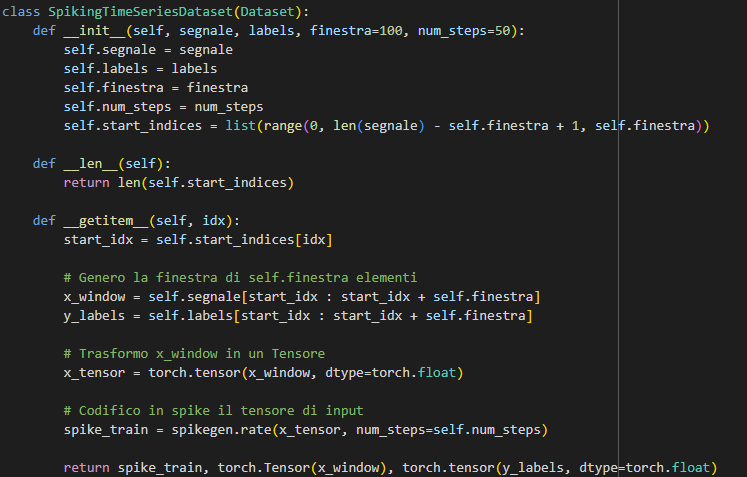 class SpikingTimeSeriesDataset(Dataset):
    def __init__(self, segnale, labels, finestra=100, num_steps=50):
        self.segnale = segnale
        self.labels = labels
        self.finestra = finestra
        self.num_steps = num_steps
        self.start_indices = list(range(0, len(segnale) - self.finestra + 1, self.finestra))

    def __len__(self):
        return len(self.start_indices)

    def __getitem__(self, idx):
        start_idx = self.start_indices[idx]

        # Genero la finestra di self.finestra elementi
        x_window = self.segnale[start_idx : start_idx + self.finestra]
        y_labels = self.labels[start_idx : start_idx + self.finestra]

        # Trasformo x_window in un Tensore
        x_tensor = torch.tensor(x_window, dtype=torch.float)

        # Codifico in spike il tensore di input
        spike_train = spikegen.rate(x_tensor, num_steps=self.num_steps)

        return spike_train, torch.Tensor(x_window), torch.tensor(y_labels, dtype=torch.float)